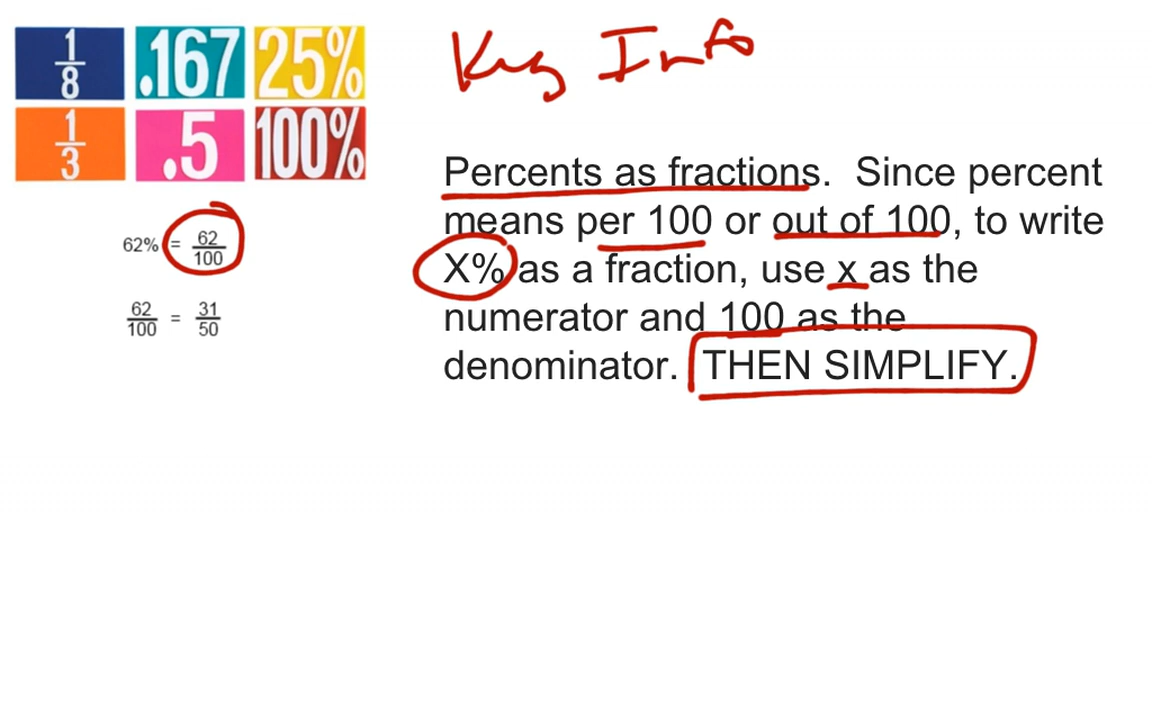 1/8 .167 25%
1/3 .5 100%
62% = 62/100
62/100 = 31/50
Key Info
Percents as fractions. Since percent
means per 100 or out of 100, to write
X% as a fraction, use x as the
numerator and 100 as the
denominator. THEN SIMPLIFY.